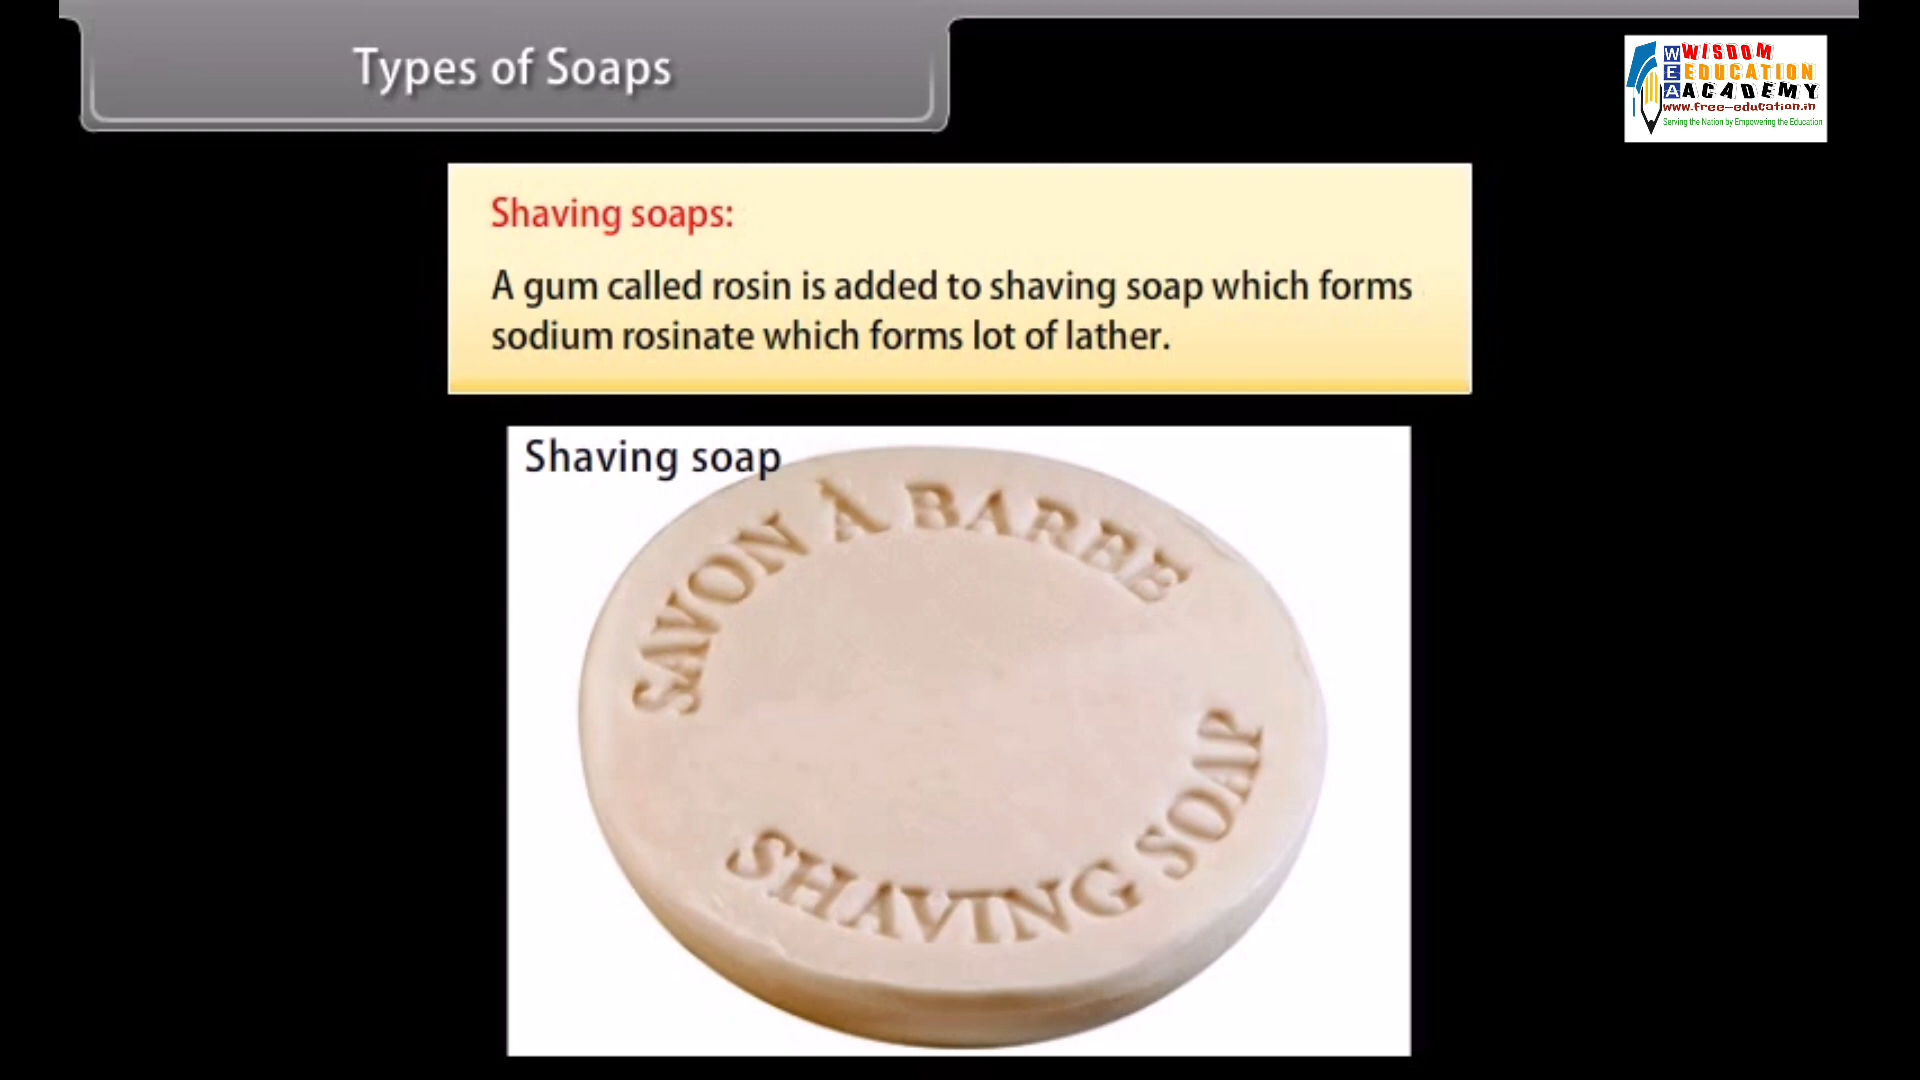 Types of Soaps
WISDOM
EDUCATION
ACADEMY
WEA
www.free-education.in
Serving the Nation by Empowering the Education
Shaving soaps:
A gum called rosin is added to shaving soap which forms
sodium rosinate which forms lot of lather.
Shaving soap
SAVON À BARBE
SHAVING SOAP